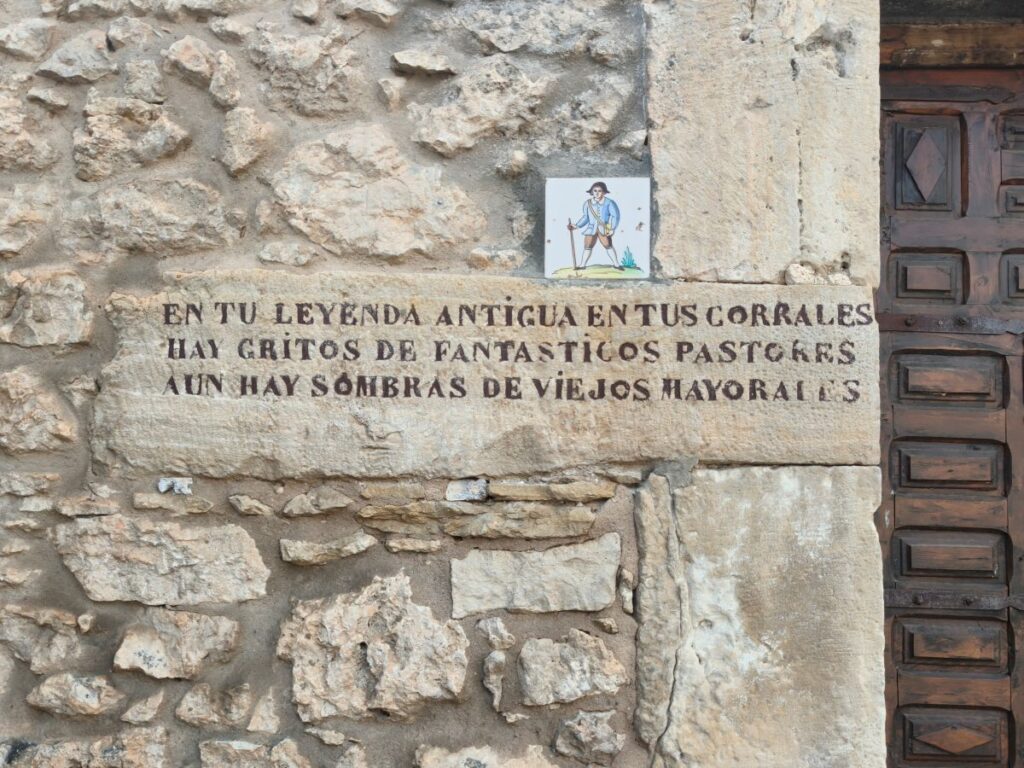 EN TU LEYENDA ANTIGUA EN TUS CORRALES
HAY GRITOS DE FANTASTICOS PASTORES
AUN HAY SOMBRAS DE VIEJOS MAYORALES